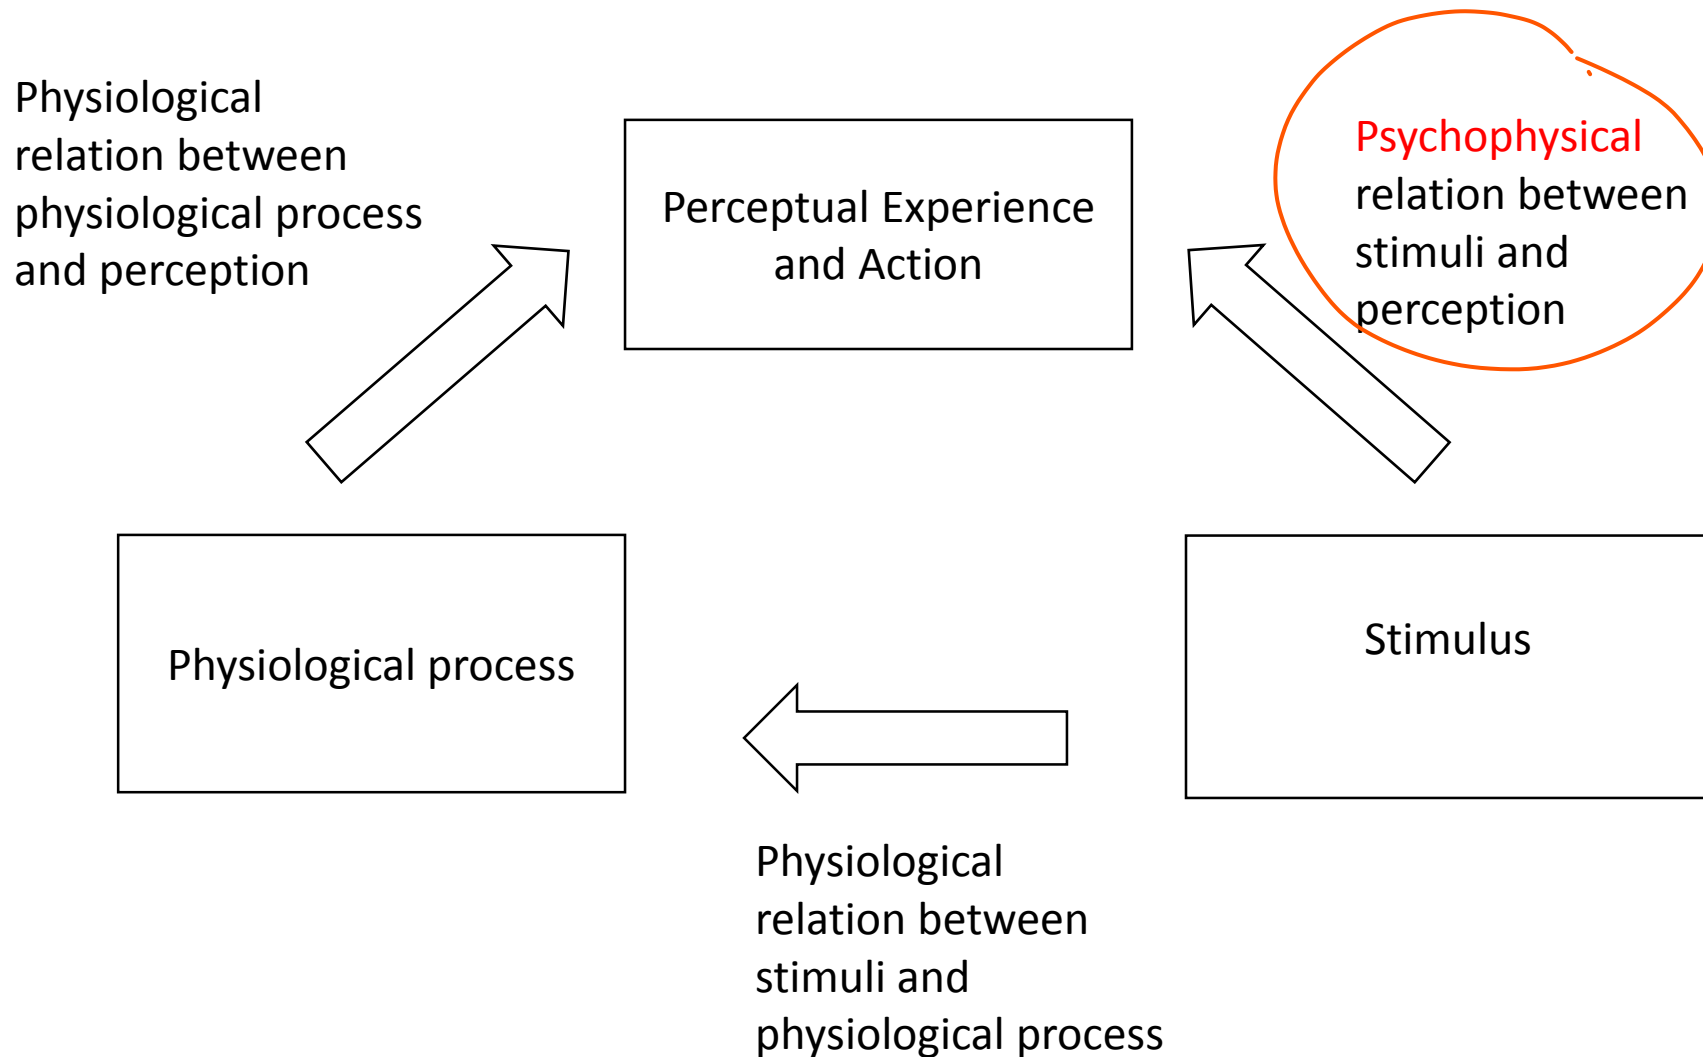 Physiological
relation between
physiological process
and perception
Perceptual Experience
and Action
Psychophysical
relation between
stimuli and
perception
Physiological process
Stimulus
Physiological
relation between
stimuli and
physiological process